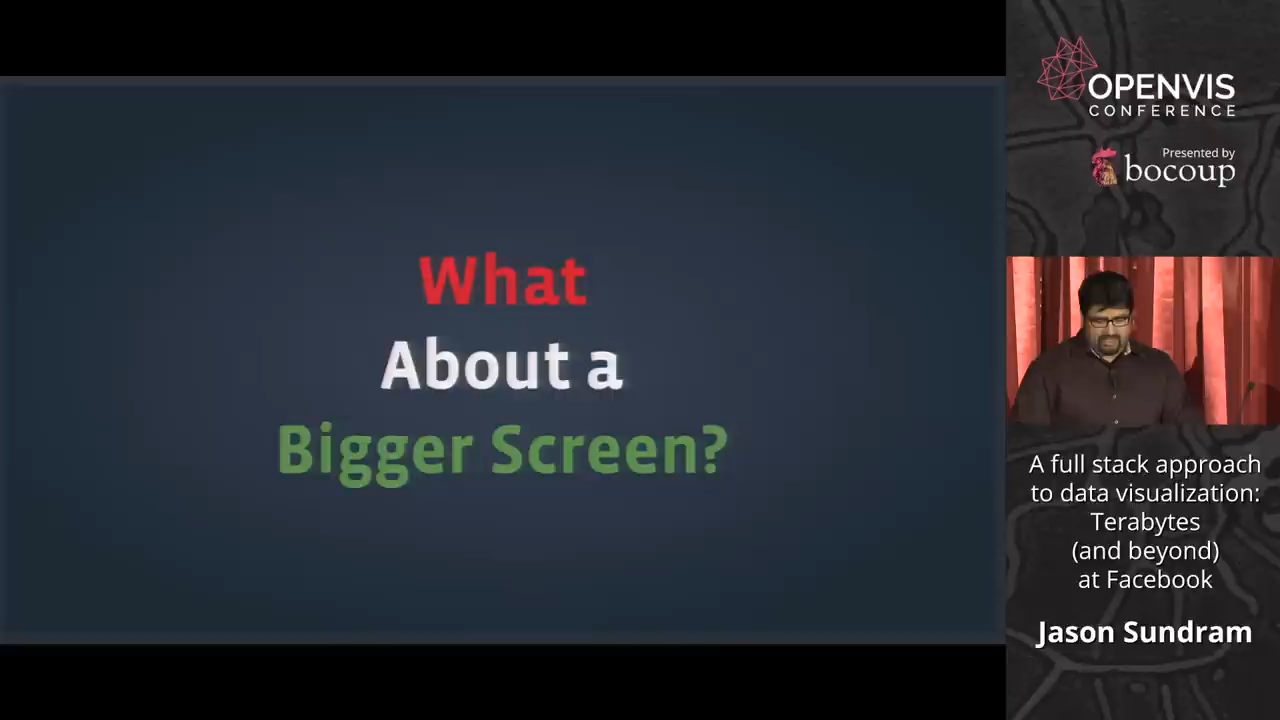 What
About a
Bigger Screen?
OPENVIS
CONFERENCE
Presented by
bocoup
A full stack approach
to data visualization:
Terabytes
(and beyond)
at Facebook
Jason Sundram